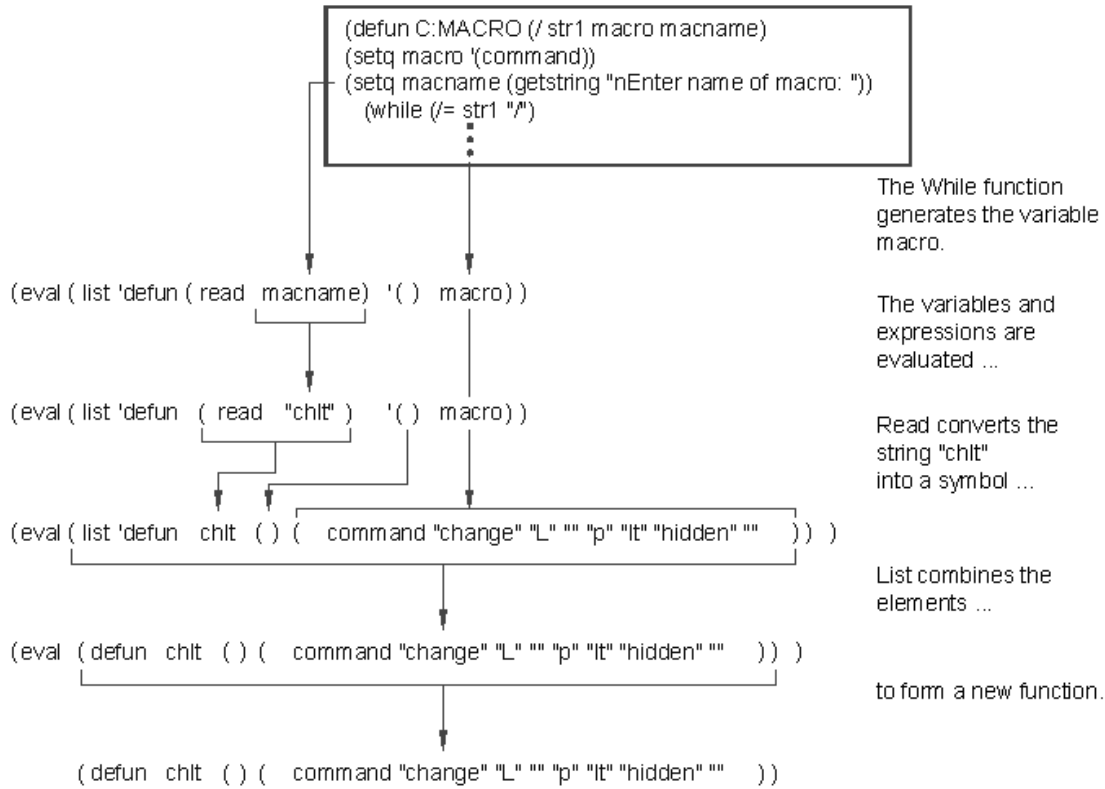 (defun C:MACRO (/ str1 macro macname)
(setq macro '(command))
(setq macname (getstring "nEnter name of macro: "))
(while (/= str1 "/")
The While function
generates the variable
macro.
(eval ( list 'defun ( read macname) '( ) macro) )
The variables and
expressions are
evaluated ...
(eval ( list 'defun ( read "chlt" ) '( ) macro) )
Read converts the
string "chlt"
into a symbol ...
(eval ( list 'defun chlt ( ) ( command "change" "L" "" "p" "lt" "hidden" "" ) ) )
List combines the
elements ...
(eval ( defun chlt ( ) ( command "change" "L" "" "p" "lt" "hidden" "" ) ) )
to form a new function.
( defun chlt ( ) ( command "change" "L" "" "p" "lt" "hidden" "" ) )